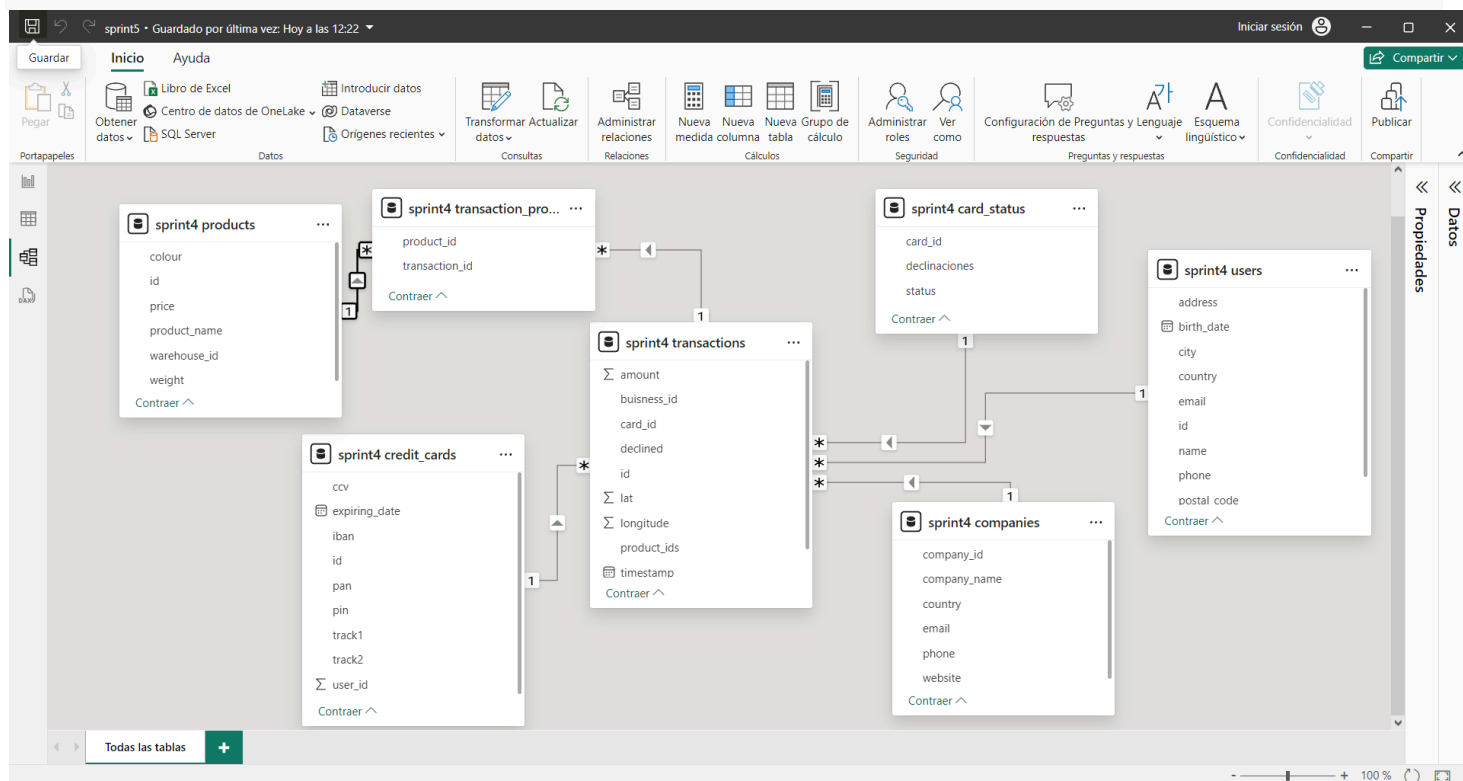 sprint5 • Guardado por última vez: Hoy a las 12:22
Iniciar sesión
Guardar
Inicio
Ayuda
Compartir
Pegar
Portapapeles
Obtener datos
Libro de Excel
Centro de datos de OneLake
SQL Server
Introducir datos
Dataverse
Orígenes recientes
Datos
Transformar datos
Actualizar
Consultas
Administrar relaciones
Relaciones
Nueva medida
Nueva columna
Nueva tabla
Grupo de cálculo
Cálculos
Administrar roles
Ver como
Seguridad
Configuración de Preguntas y respuestas
Lenguaje
Esquema lingüístico
Preguntas y respuestas
Confidencialidad
Confidencialidad
Publicar
Compartir
DAX
sprint4 products
colour
id
price
product_name
warehouse_id
weight
Contraer
sprint4 transaction_pro...
product_id
transaction_id
Contraer
sprint4 card_status
card_id
declinaciones
status
Contraer
sprint4 users
address
birth_date
city
country
email
id
name
phone
postal_code
Contraer
sprint4 transactions
Σ amount
buisness_id
card_id
declined
id
Σ lat
Σ longitude
product_ids
timestamp
Contraer
sprint4 credit_cards
ccv
expiring_date
iban
id
pan
pin
track1
track2
Σ user_id
Contraer
sprint4 companies
company_id
company_name
country
email
phone
website
Contraer
1
*
*
1
1
*
1
*
1
*
1
*
Propiedades
Datos
Todas las tablas
+
- + 100 %